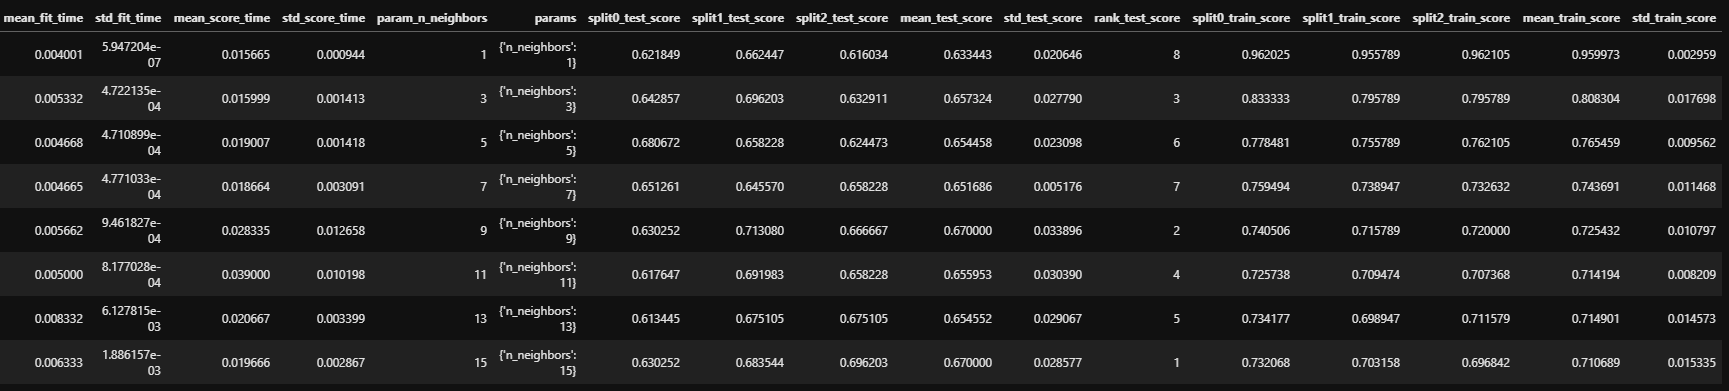 mean_fit_time std_fit_time mean_score_time std_score_time param_n_neighbors params split0_test_score split1_test_score split2_test_score mean_test_score std_test_score rank_test_score split0_train_score split1_train_score split2_train_score mean_train_score std_train_score
0.004001 5.947204e-07 0.015665 0.000944 1 {'n_neighbors': 1} 0.621849 0.662447 0.616034 0.633443 0.020646 8 0.962025 0.955789 0.962105 0.959973 0.002959
0.005332 4.722135e-04 0.015999 0.001413 3 {'n_neighbors': 3} 0.642857 0.696203 0.632911 0.657324 0.027790 3 0.833333 0.795789 0.795789 0.808304 0.017698
0.004668 4.710899e-04 0.019007 0.001418 5 {'n_neighbors': 5} 0.680672 0.658228 0.624473 0.654458 0.023098 6 0.778481 0.755789 0.762105 0.765459 0.009562
0.004665 4.771033e-04 0.018664 0.003091 7 {'n_neighbors': 7} 0.651261 0.645570 0.658228 0.651686 0.005176 7 0.759494 0.738947 0.732632 0.743691 0.011468
0.005662 9.461827e-04 0.028335 0.012658 9 {'n_neighbors': 9} 0.630252 0.713080 0.666667 0.670000 0.033896 2 0.740506 0.715789 0.720000 0.725432 0.010797
0.005000 8.177028e-04 0.039000 0.010198 11 {'n_neighbors': 11} 0.617647 0.691983 0.658228 0.655953 0.030390 4 0.725738 0.709474 0.707368 0.714194 0.008209
0.008332 6.127815e-03 0.020667 0.003399 13 {'n_neighbors': 13} 0.613445 0.675105 0.675105 0.654552 0.029067 5 0.734177 0.698947 0.711579 0.714901 0.014573
0.006333 1.886157e-03 0.019666 0.002867 15 {'n_neighbors': 15} 0.630252 0.683544 0.696203 0.670000 0.028577 1 0.732068 0.703158 0.696842 0.710689 0.015335